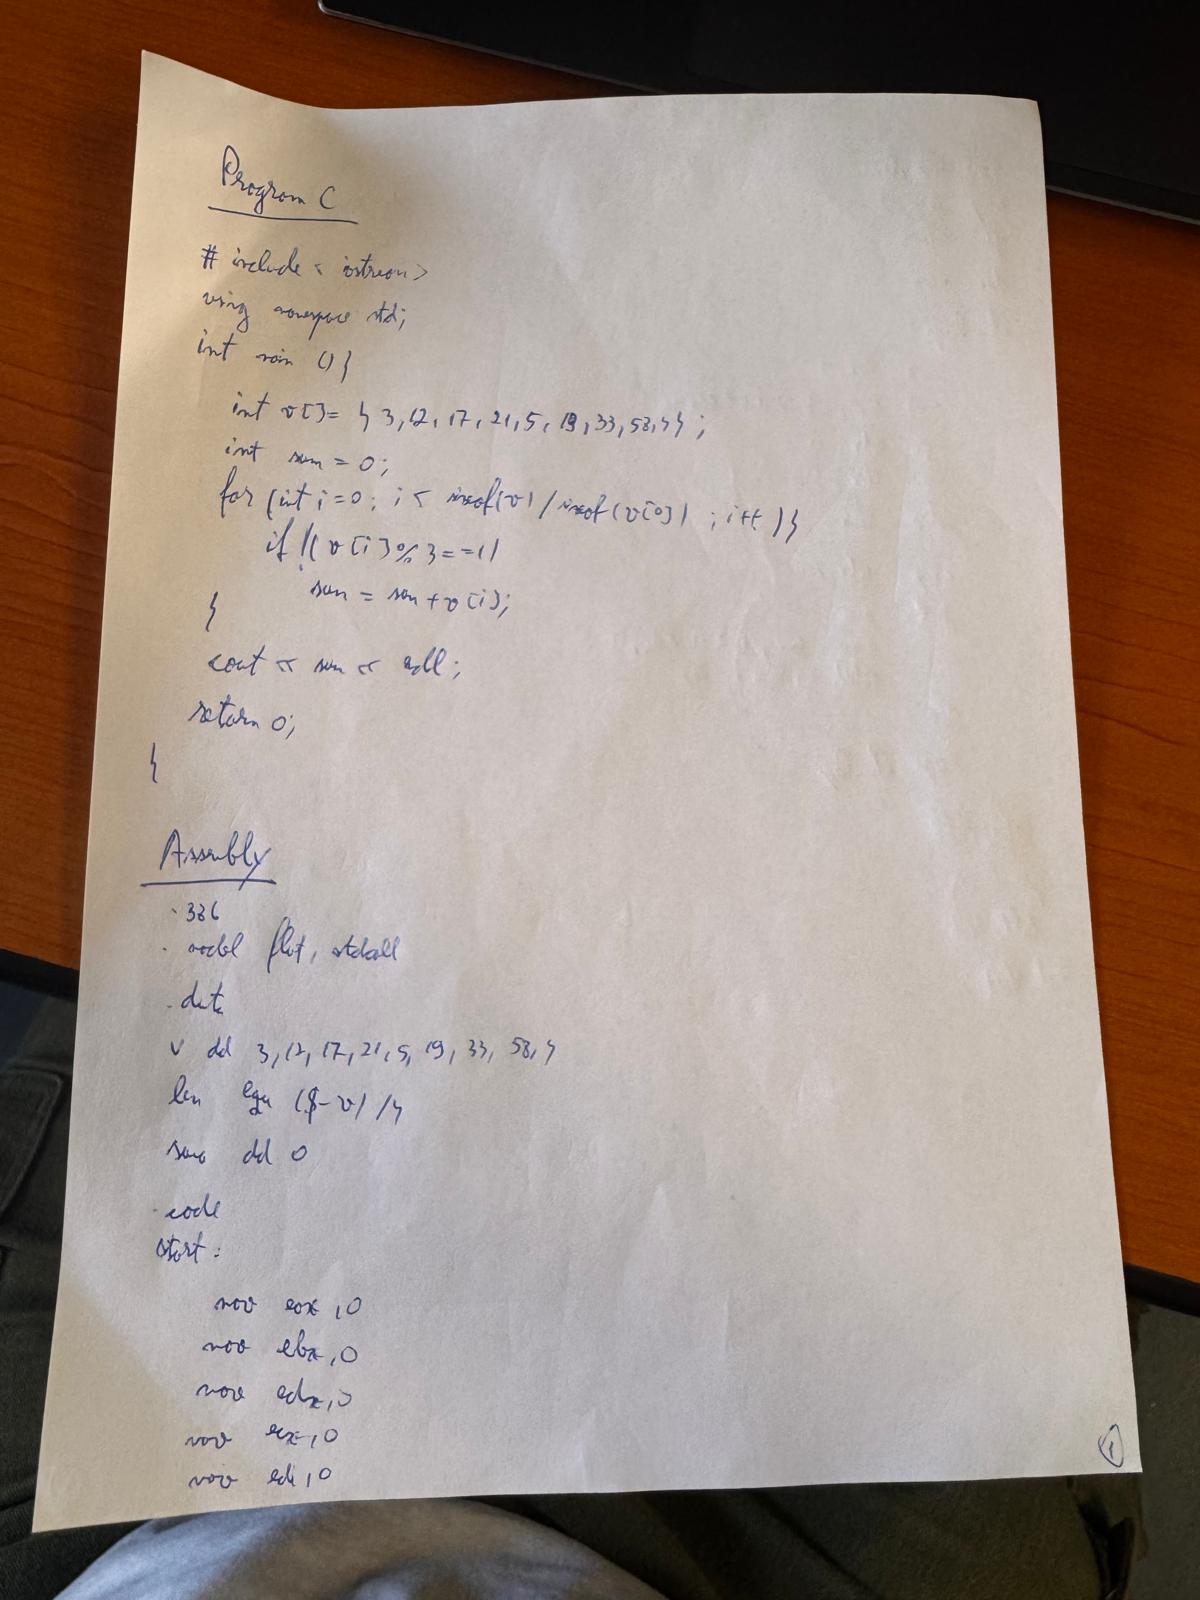 Program C
# include < iostream>
using namespace std;
int main () {
int v[] = { 3, 12, 17, 21, 5, 19, 33, 58, 4 } ;
int sum = 0;
for (int i=0; i < sizeof(v) / sizeof (v[0]) ; i++ ) {
if ((v[i] % 3 == 1)
sum = sum + v[i];
}
cout << sum << endl;
return 0;
}
Assembly
.386
.model flat, stdcall
.data
v dd 3, 12, 17, 21, 5, 19, 33, 58, 4
len equ ($-v) /4
suma dd 0
.code
start:
mov eax, 0
mov ebx, 0
mov edx, 0
mov ecx, 0
mov edi, 0
1